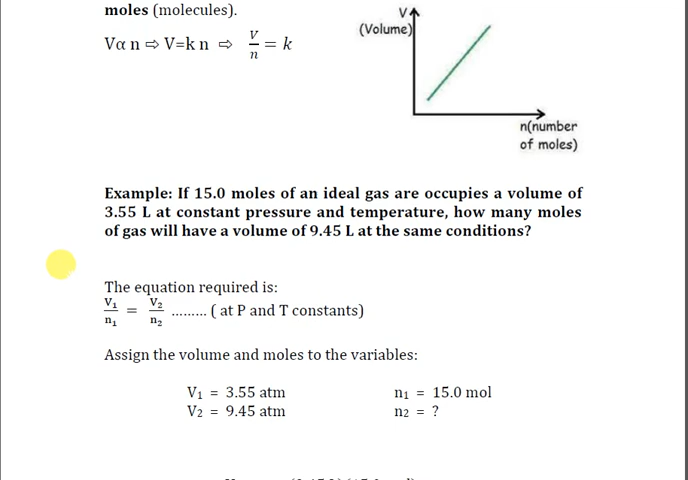 moles (molecules).
Vα n ⇨ V=k n ⇨ V/n = k
V
(Volume)
n(number
of moles)
Example: If 15.0 moles of an ideal gas are occupies a volume of
3.55 L at constant pressure and temperature, how many moles
of gas will have a volume of 9.45 L at the same conditions?
The equation required is:
V₁/n₁ = V₂/n₂ ......... ( at P and T constants)
Assign the volume and moles to the variables:
V₁ = 3.55 atm n₁ = 15.0 mol
V₂ = 9.45 atm n₂ = ?